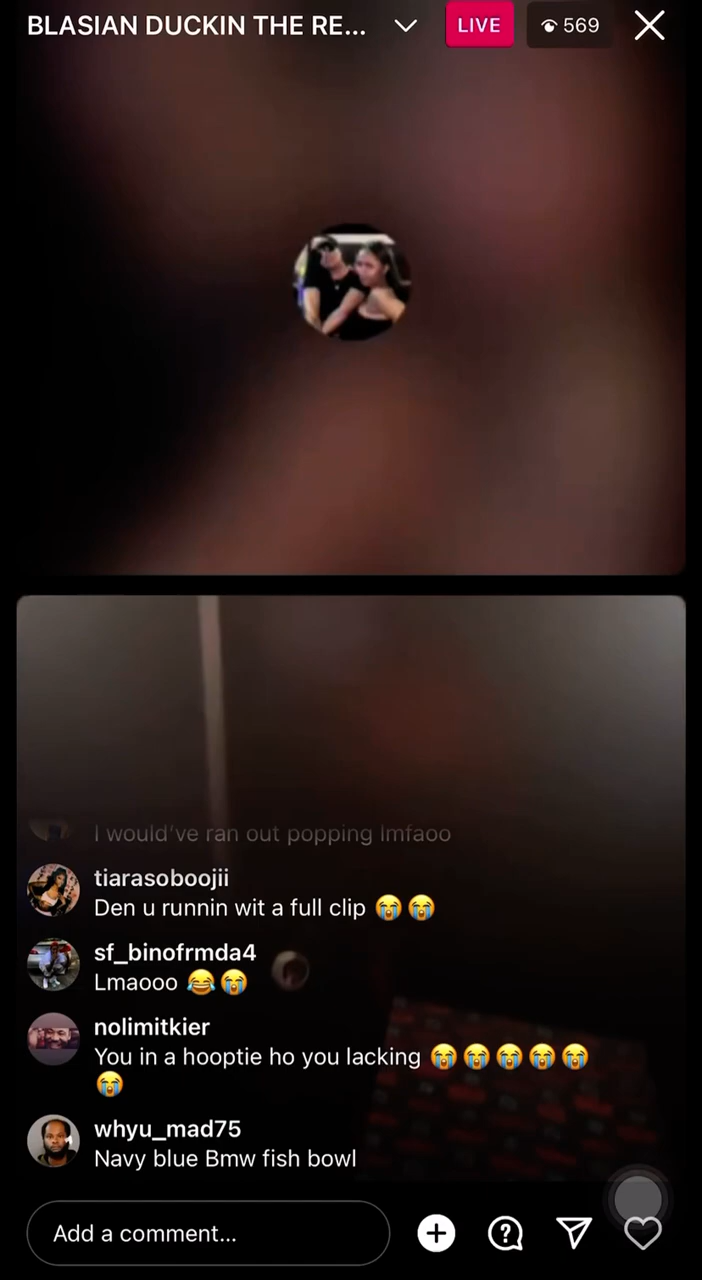 BLASIAN DUCKIN THE RE...
LIVE
569
I would've ran out popping lmfaoo
tiarasoboojii
Den u runnin wit a full clip 😭😭
sf_binofrmda4
Lmaooo 😂😭
nolimitkier
You in a hooptie ho you lacking 😭😭😭😭😭
😭
whyu_mad75
Navy blue Bmw fish bowl
Add a comment...